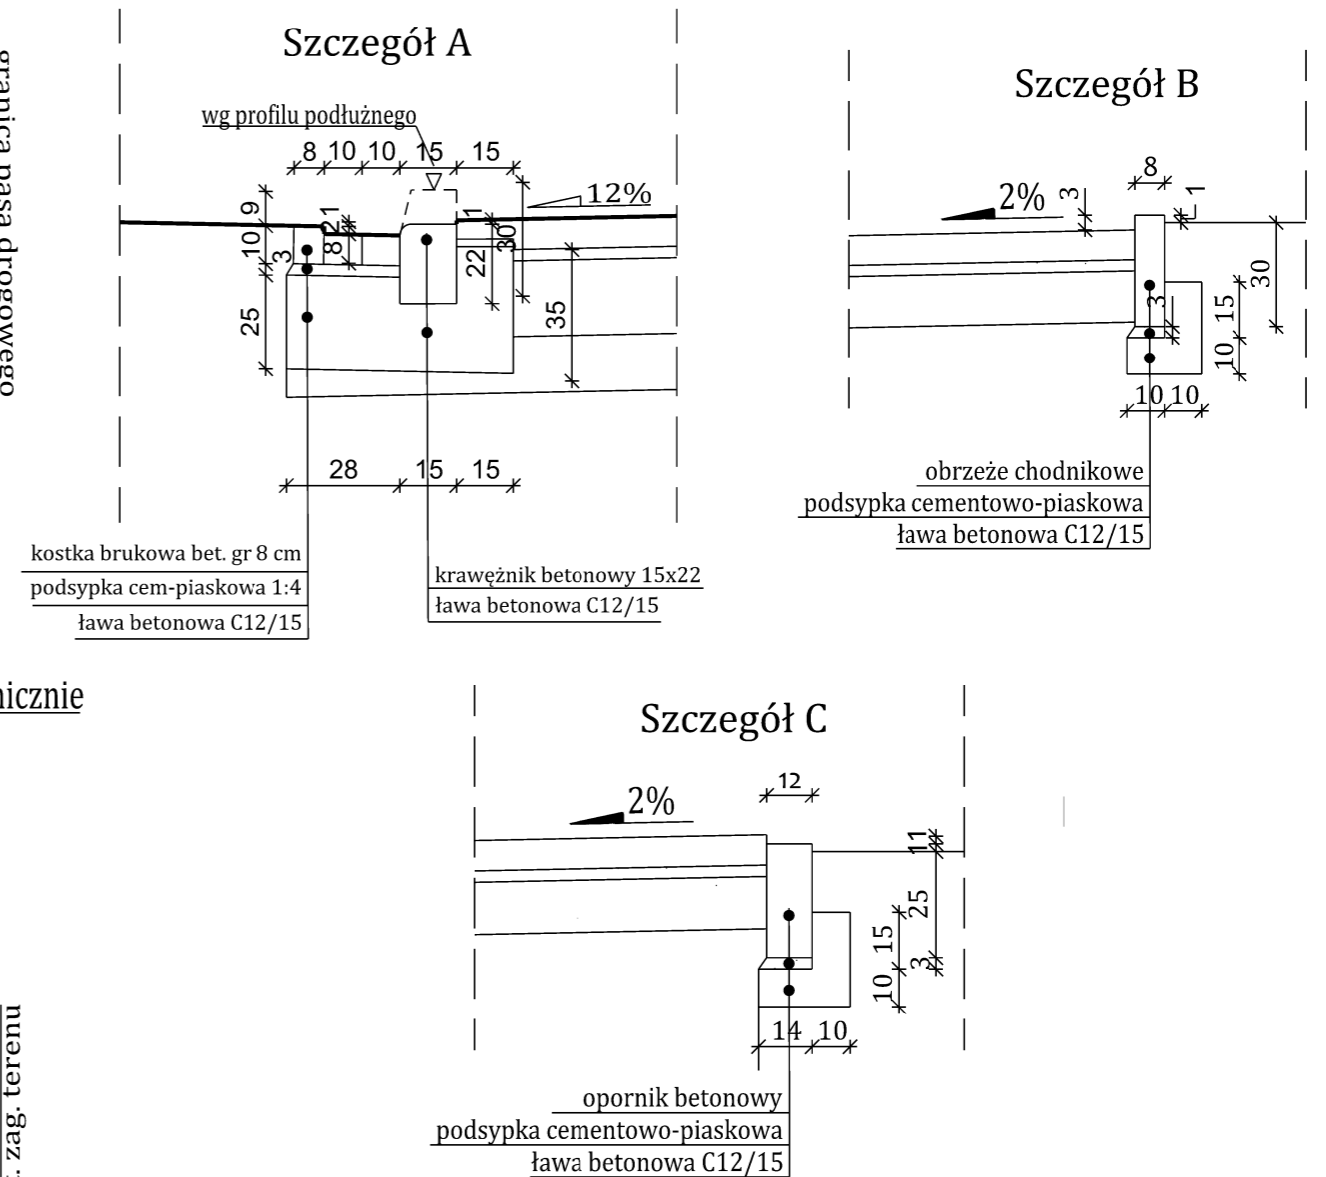 granica pasa drogowego
Szczegół A
wg profilu podłużnego
8 10 10 15 15
12%
9
10
3
25
2 1
8
1
30
22
35
28 15 15
kostka brukowa bet. gr 8 cm
podsypka cem-piaskowa 1:4
ława betonowa C12/15
krawężnik betonowy 15x22
ława betonowa C12/15
Szczegół B
8
2%
3
1
30
3
15
10
10 10
obrzeże chodnikowe
podsypka cementowo-piaskowa
ława betonowa C12/15
nicznie
Szczegół C
12
2%
1 1
25
15
3
10
14 10
opornik betonowy
podsypka cementowo-piaskowa
ława betonowa C12/15
zag. terenu